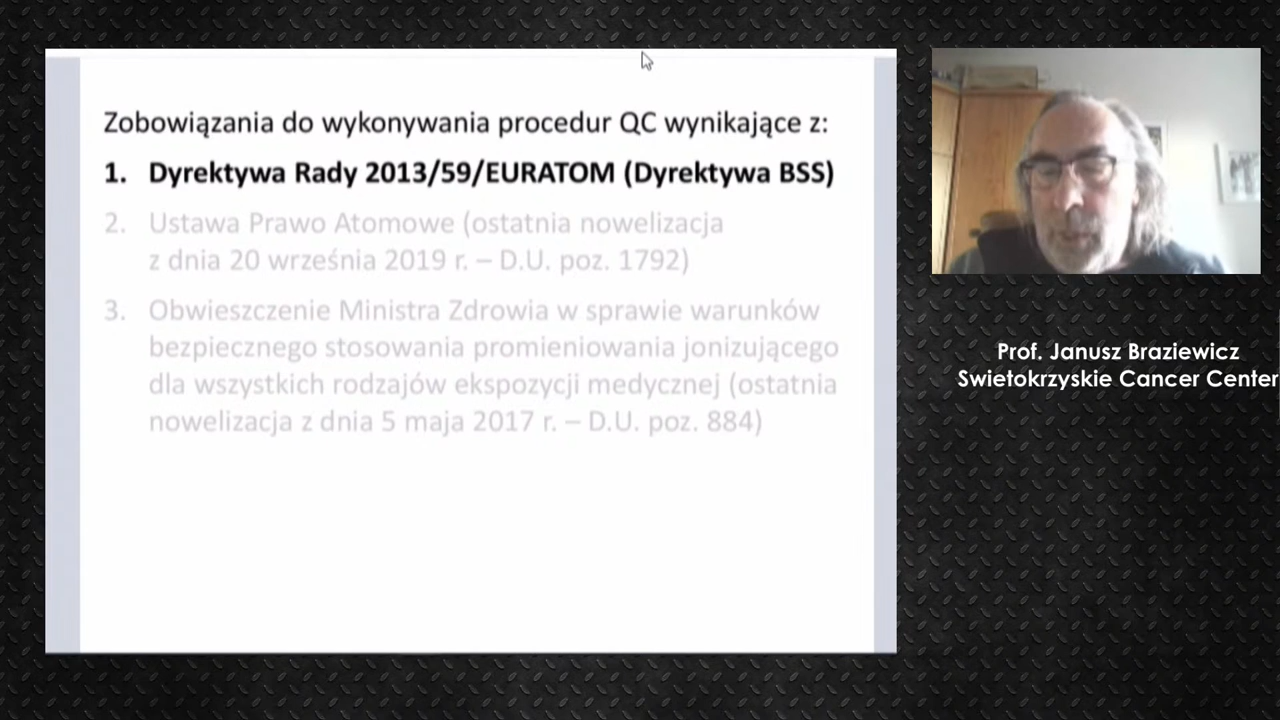 Zobowiązania do wykonywania procedur QC wynikające z:
1. Dyrektywa Rady 2013/59/EURATOM (Dyrektywa BSS)
2. Ustawa Prawo Atomowe (ostatnia nowelizacja
z dnia 20 września 2019 r. – D.U. poz. 1792)
3. Obwieszczenie Ministra Zdrowia w sprawie warunków
bezpiecznego stosowania promieniowania jonizującego
dla wszystkich rodzajów ekspozycji medycznej (ostatnia
nowelizacja z dnia 5 maja 2017 r. – D.U. poz. 884)
Prof. Janusz Braziewicz
Swietokrzyskie Cancer Center